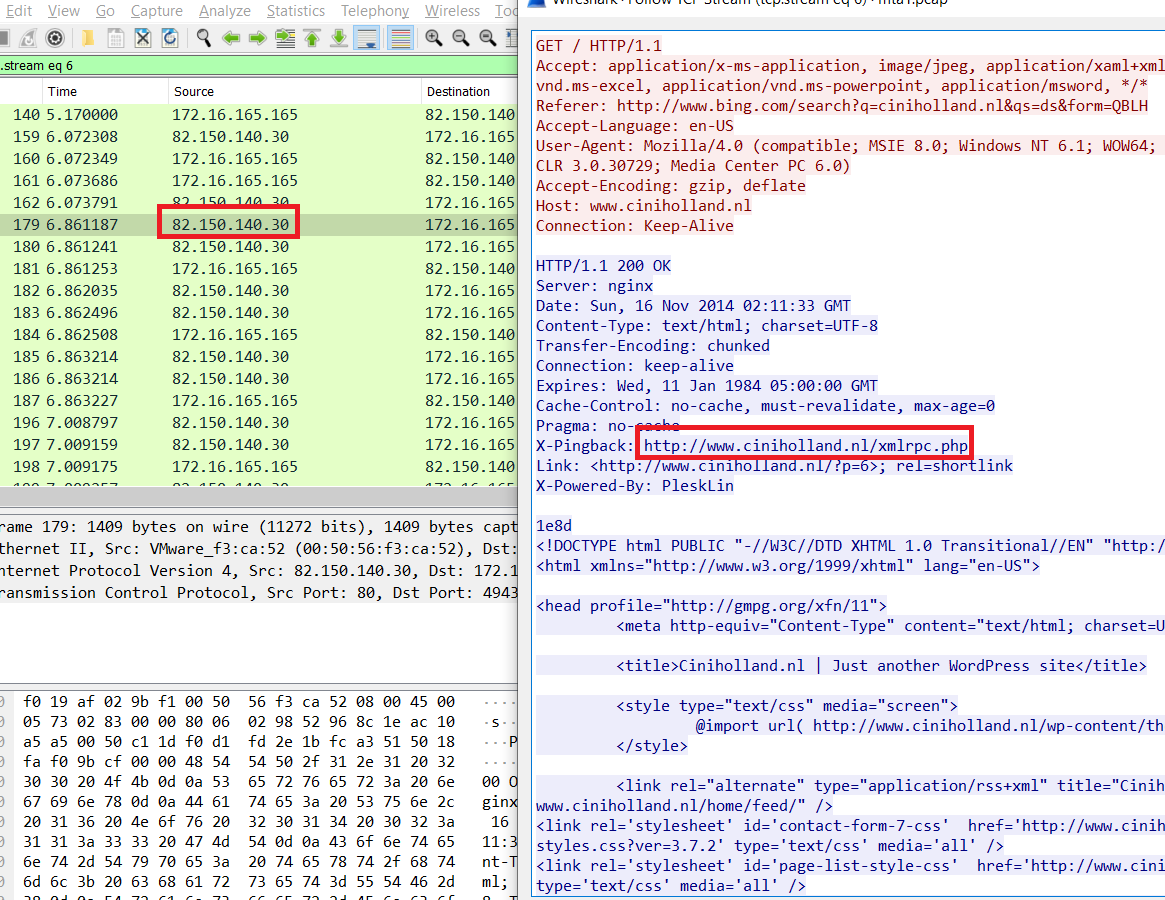 Edit View Go Capture Analyze Statistics Telephony Wireless
.stream eq 6
Time Source Destination
140 5.170000 172.16.165.165 82.150.140
159 6.072308 82.150.140.30 172.16.165
160 6.072349 172.16.165.165 82.150.140
161 6.073686 172.16.165.165 82.150.140
162 6.073791 82.150.140.30 172.16.165
179 6.861187 82.150.140.30 172.16.165
180 6.861241 82.150.140.30 172.16.165
181 6.861253 172.16.165.165 82.150.140
182 6.862035 82.150.140.30 172.16.165
183 6.862496 82.150.140.30 172.16.165
184 6.862508 172.16.165.165 82.150.140
185 6.863214 82.150.140.30 172.16.165
186 6.863214 82.150.140.30 172.16.165
187 6.863227 172.16.165.165 82.150.140
196 7.008797 82.150.140.30 172.16.165
197 7.009159 82.150.140.30 172.16.165
198 7.009175 172.16.165.165 82.150.140
rame 179: 1409 bytes on wire (11272 bits), 1409 bytes capt
thernet II, Src: VMware_f3:ca:52 (00:50:56:f3:ca:52), Dst:
nternet Protocol Version 4, Src: 82.150.140.30, Dst: 172.1
ransmission Control Protocol, Src Port: 80, Dst Port: 4943
f0 19 af 02 9b f1 00 50 56 f3 ca 52 08 00 45 00 ····
05 73 02 83 00 00 80 06 02 98 52 96 8c 1e ac 10 ·s··
a5 a5 00 50 c1 1d f0 d1 fd 2e 1b fc a3 51 50 18 ···P
fa f0 9b cf 00 00 48 54 54 50 2f 31 2e 31 20 32 ····
30 30 20 4f 4b 0d 0a 53 65 72 76 65 72 3a 20 6e 00 O
67 69 6e 78 0d 0a 44 61 74 65 3a 20 53 75 6e 2c ginx
20 31 36 20 4e 6f 76 20 32 30 31 34 20 30 32 3a 16
31 31 3a 33 33 20 47 4d 54 0d 0a 43 6f 6e 74 65 11:3
6e 74 2d 54 79 70 65 3a 20 74 65 78 74 2f 68 74 nt-T
6d 6c 3b 20 63 68 61 72 73 65 74 3d 55 54 46 2d ml;
Wireshark · Follow TCP Stream (tcp.stream eq 6) · mta1.pcap
GET / HTTP/1.1
Accept: application/x-ms-application, image/jpeg, application/xaml+xml
vnd.ms-excel, application/vnd.ms-powerpoint, application/msword, */*
Referer: http://www.bing.com/search?q=ciniholland.nl&qs=ds&form=QBLH
Accept-Language: en-US
User-Agent: Mozilla/4.0 (compatible; MSIE 8.0; Windows NT 6.1; WOW64;
CLR 3.0.30729; Media Center PC 6.0)
Accept-Encoding: gzip, deflate
Host: www.ciniholland.nl
Connection: Keep-Alive
HTTP/1.1 200 OK
Server: nginx
Date: Sun, 16 Nov 2014 02:11:33 GMT
Content-Type: text/html; charset=UTF-8
Transfer-Encoding: chunked
Connection: keep-alive
Expires: Wed, 11 Jan 1984 05:00:00 GMT
Cache-Control: no-cache, must-revalidate, max-age=0
Pragma: no-cache
X-Pingback: http://www.ciniholland.nl/xmlrpc.php
Link: <http://www.ciniholland.nl/?p=6>; rel=shortlink
X-Powered-By: PleskLin
1e8d
<!DOCTYPE html PUBLIC "-//W3C//DTD XHTML 1.0 Transitional//EN" "http:/
<html xmlns="http://www.w3.org/1999/xhtml" lang="en-US">
<head profile="http://gmpg.org/xfn/11">
<meta http-equiv="Content-Type" content="text/html; charset=U
<title>Ciniholland.nl | Just another WordPress site</title>
<style type="text/css" media="screen">
@import url( http://www.ciniholland.nl/wp-content/th
</style>
<link rel="alternate" type="application/rss+xml" title="Cinih
www.ciniholland.nl/home/feed/" />
<link rel='stylesheet' id='contact-form-7-css' href='http://www.cinih
styles.css?ver=3.7.2' type='text/css' media='all' />
<link rel='stylesheet' id='page-list-style-css' href='http://www.cini
type='text/css' media='all' />